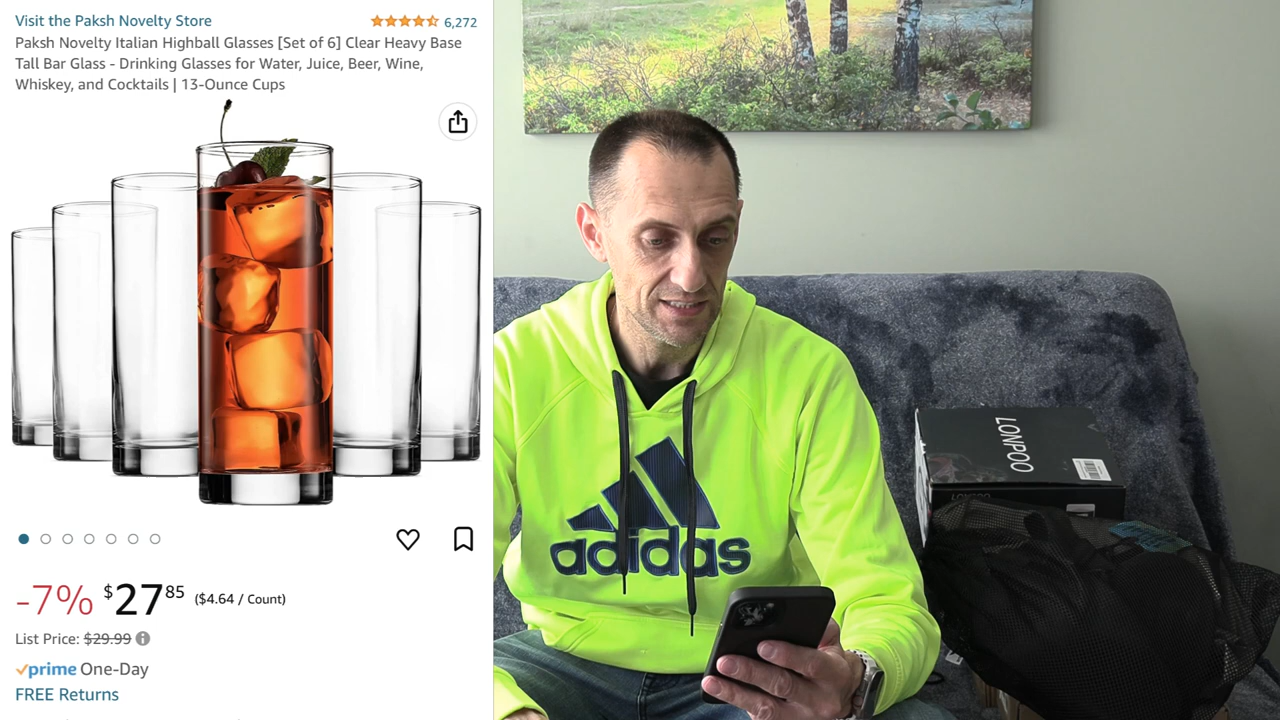 Visit the Paksh Novelty Store
6,272
Paksh Novelty Italian Highball Glasses [Set of 6] Clear Heavy Base
Tall Bar Glass - Drinking Glasses for Water, Juice, Beer, Wine,
Whiskey, and Cocktails | 13-Ounce Cups
-7% $27 85 ($4.64 / Count)
List Price: $29.99
prime One-Day
FREE Returns
adidas
LONPOO
LONPOO